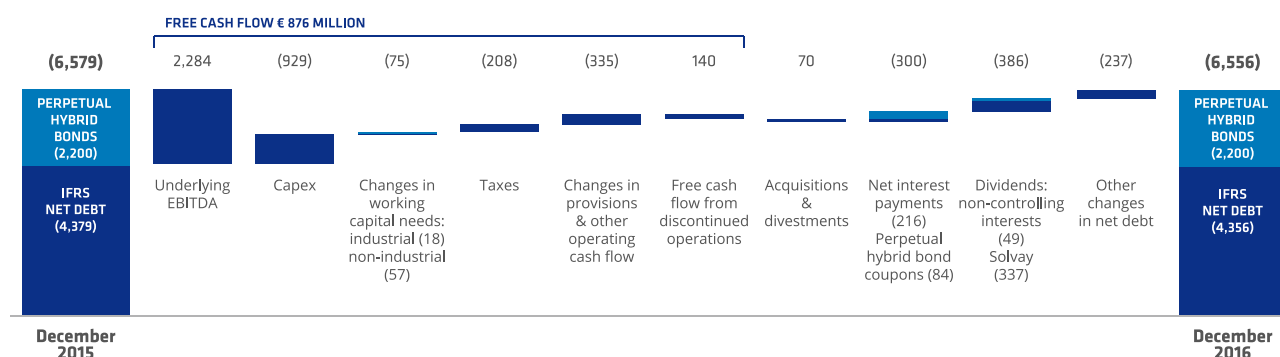 FREE CASH FLOW € 876 MILLION
(6,579)
2,284
(929)
(75)
(208)
(335)
140
70
(300)
(386)
(237)
(6,556)
PERPETUAL
HYBRID
BONDS
(2,200)
IFRS
NET DEBT
(4,379)
Underlying
EBITDA
Capex
Changes in
working
capital needs:
industrial (18)
non-industrial
(57)
Taxes
Changes in
provisions
& other
operating
cash flow
Free cash
flow from
discontinued
operations
Acquisitions
&
divestments
Net interest
payments
(216)
Perpetual
hybrid bond
coupons (84)
Dividends:
non-controlling
interests
(49)
Solvay
(337)
Other
changes
in net debt
PERPETUAL
HYBRID
BONDS
(2,200)
IFRS
NET DEBT
(4,356)
December
2015
December
2016